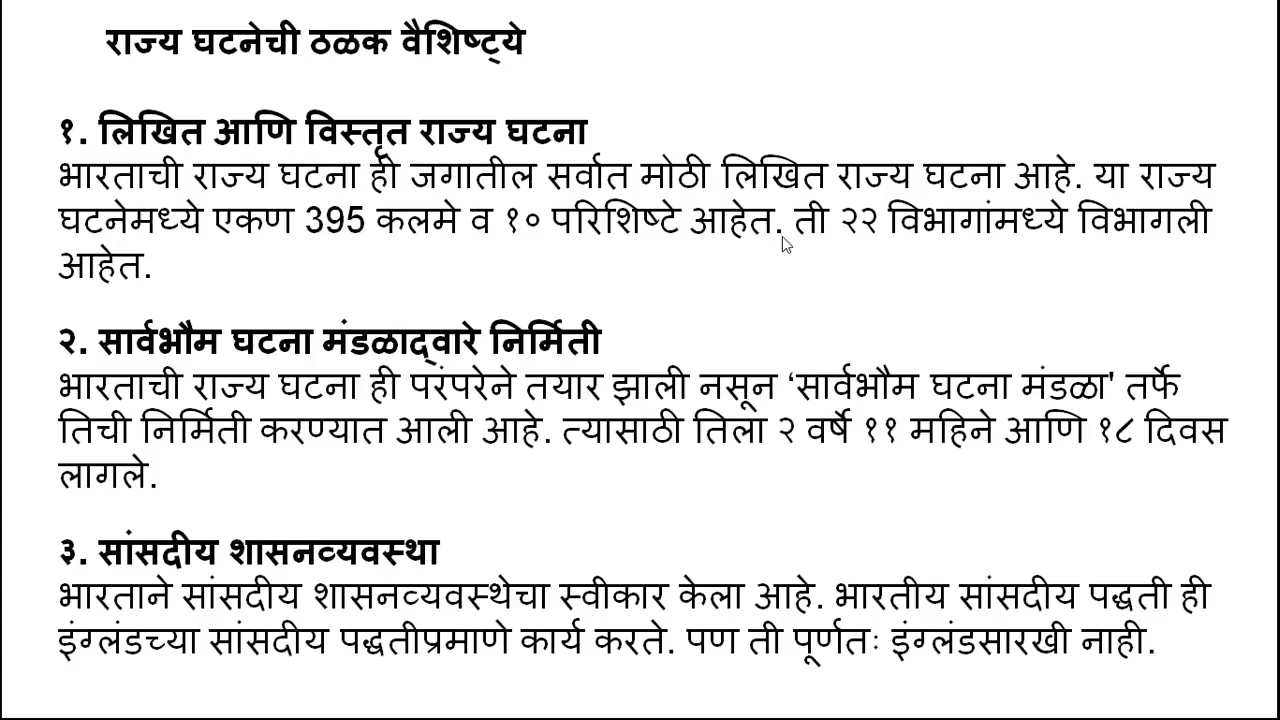 राज्य घटनेची ठळक वैशिष्ट्ये
१. लिखित आणि विस्तृत राज्य घटना
भारताची राज्य घटना ही जगातील सर्वात मोठी लिखित राज्य घटना आहे. या राज्य
घटनेमध्ये एकण 395 कलमे व १० परिशिष्टे आहेत. ती २२ विभागांमध्ये विभागली
आहेत.
२. सार्वभौम घटना मंडळाद्वारे निर्मिती
भारताची राज्य घटना ही परंपरेने तयार झाली नसून ‘सार्वभौम घटना मंडळा' तर्फे
तिची निर्मिती करण्यात आली आहे. त्यासाठी तिला २ वर्षे ११ महिने आणि १८ दिवस
लागले.
३. सांसदीय शासनव्यवस्था
भारताने सांसदीय शासनव्यवस्थेचा स्वीकार केला आहे. भारतीय सांसदीय पद्धती ही
इंग्लंडच्या सांसदीय पद्धतीप्रमाणे कार्य करते. पण ती पूर्णतः इंग्लंडसारखी नाही.